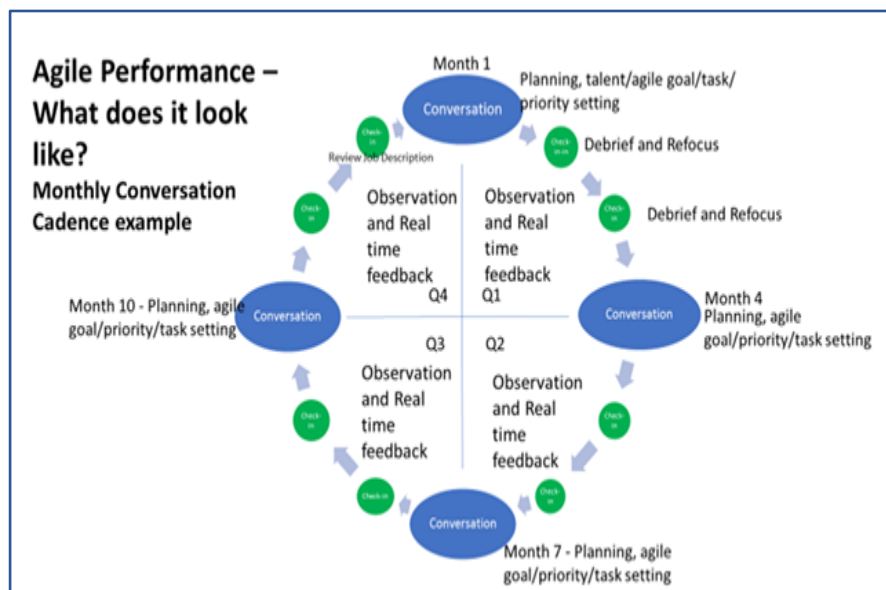 Agile Performance –
What does it look
like?
Monthly Conversation
Cadence example
Month 1
Conversation
Planning, talent/agile goal/task/
priority setting
Check-
in
Review Job Description
Check-
in-in
Debrief and Refocus
Check-
in
Check-
in
Debrief and Refocus
Observation
and Real
time
feedback
Observation
and Real
time
feedback
Q4
Q1
Month 10 - Planning, agile
goal/priority/task setting
Conversation
Conversation
Month 4
Planning, agile
goal/priority/task setting
Q3
Q2
Observation
and Real
time
feedback
Observation
and Real
time
feedback
Check-
in
Check-
in
Check-in
Check-
in
Conversation
Month 7 - Planning, agile
goal/priority/task setting